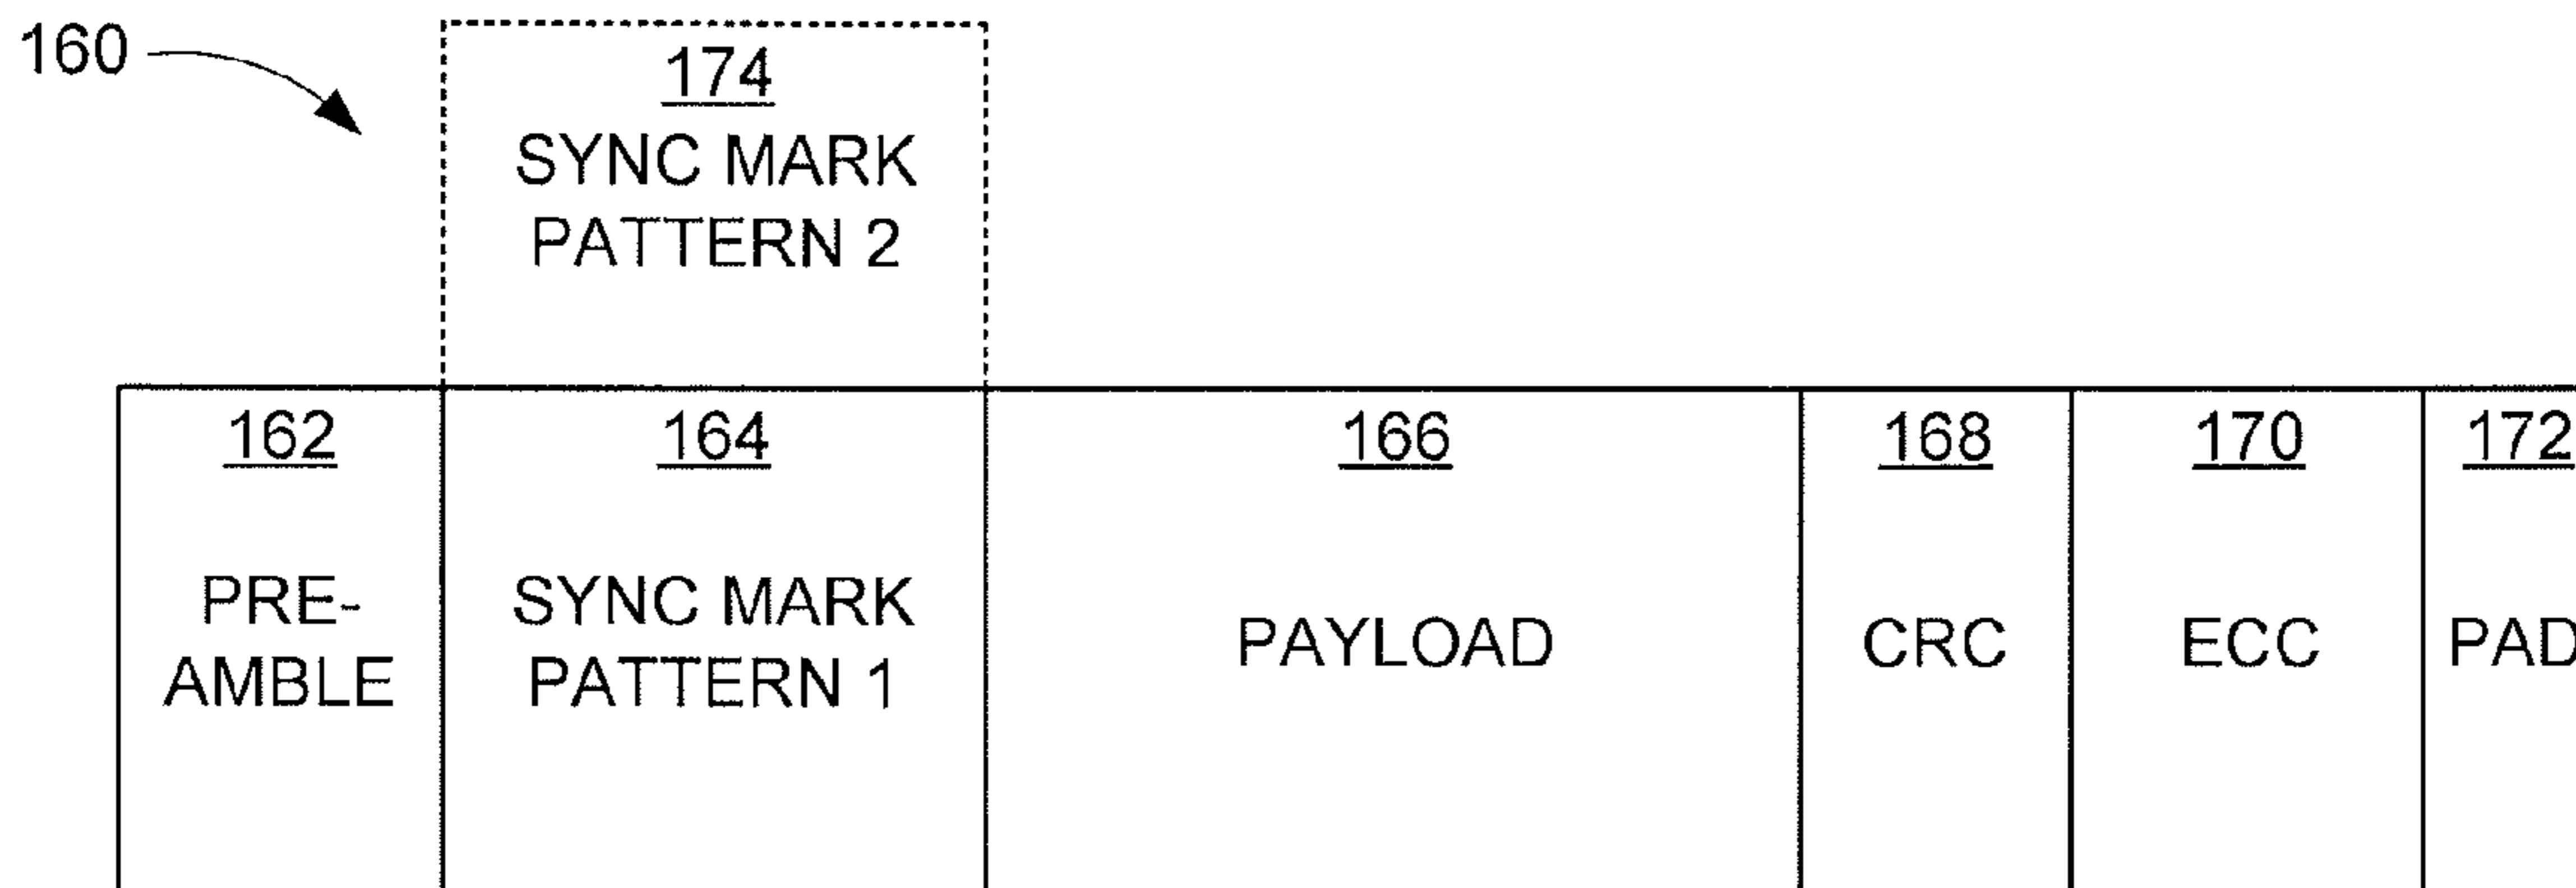 160
174
SYNC MARK
PATTERN 2
162
164
166
168
170
172
PRE-
AMBLE
SYNC MARK
PATTERN 1
PAYLOAD
CRC
ECC
PAD